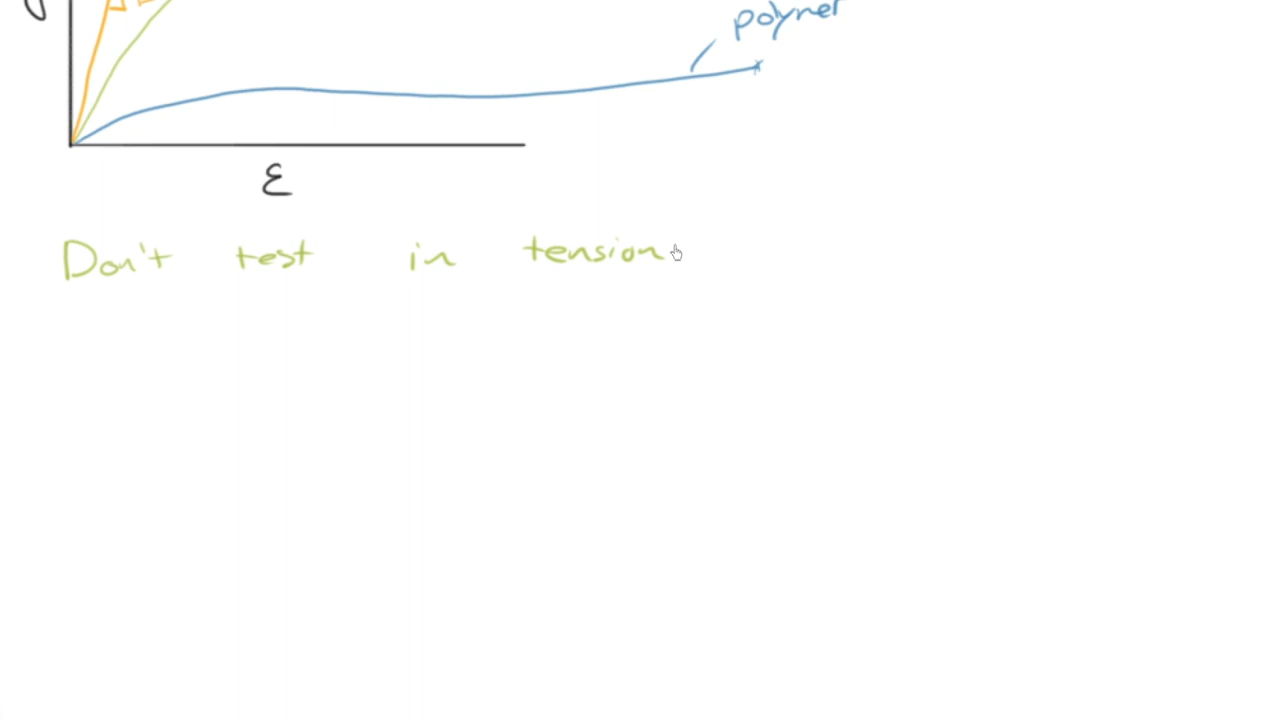 polymer
ε
Don't test in tension